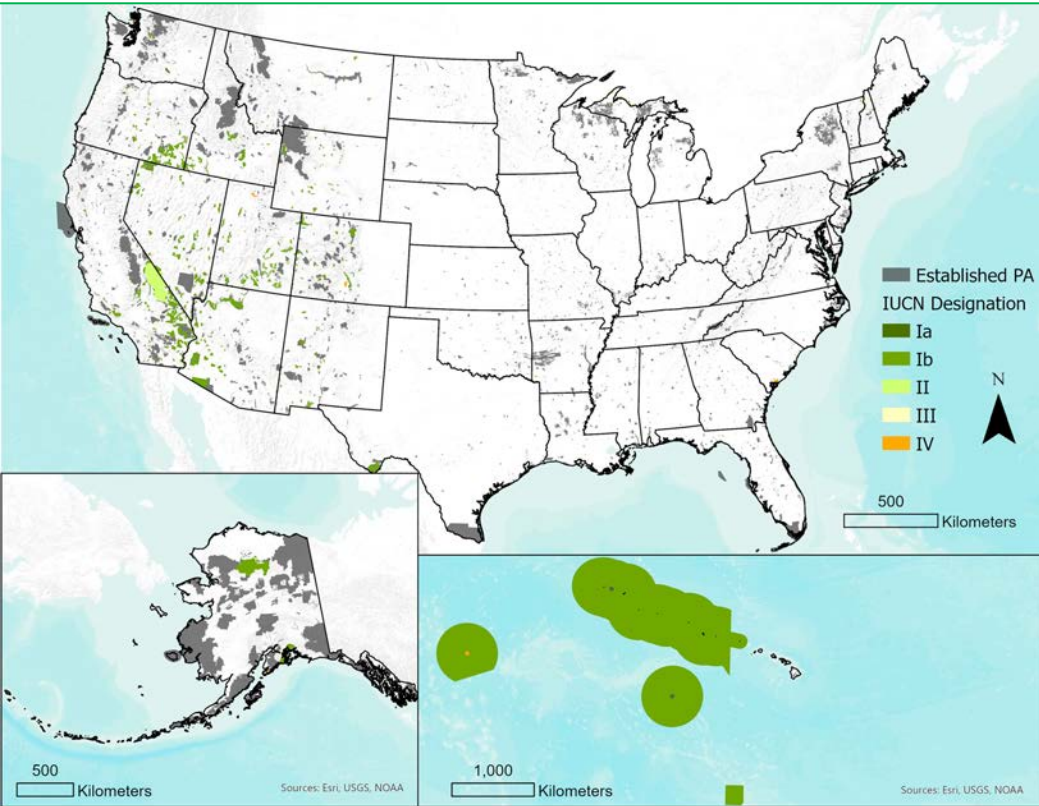 Established PA
IUCN Designation
Ia
Ib
II
III
IV
N
500
Kilometers
500
Kilometers
Sources: Esri, USGS, NOAA
1,000
Kilometers
Sources: Esri, USGS, NOAA